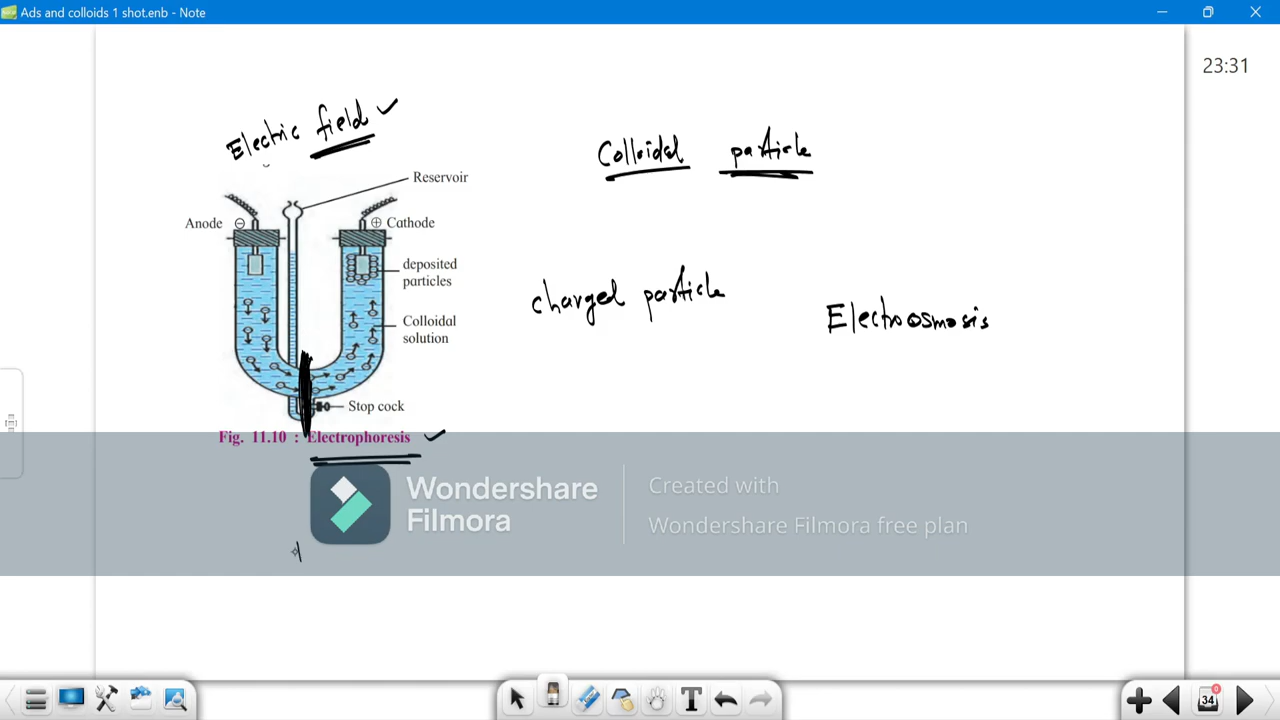 Ads and colloids 1 shot.enb - Note
23:31
Electric field
Colloidal particle
Reservoir
Anode
Cathode
deposited
particles
charged particle
Electroosmosis
Colloidal
solution
Stop cock
Fig. 11.10 : Electrophoresis
Wondershare
Filmora
Created with
Wondershare Filmora free plan
34